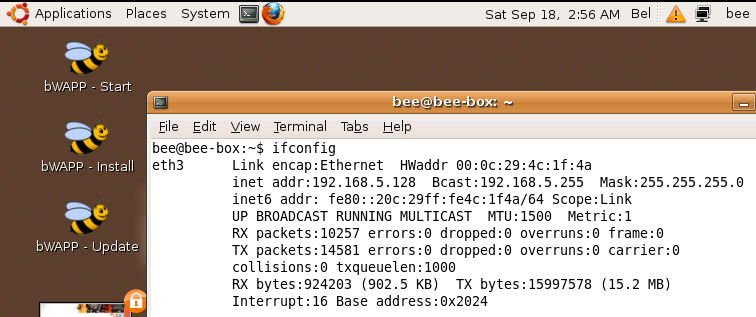 Applications Places System Sat Sep 18, 2:56 AM Bel bee
bWAPP - Start
bWAPP - Install
bWAPP - Update
bee@bee-box: ~
File Edit View Terminal Tabs Help
bee@bee-box:~$ ifconfig
eth3      Link encap:Ethernet  HWaddr 00:0c:29:4c:1f:4a
          inet addr:192.168.5.128  Bcast:192.168.5.255  Mask:255.255.255.0
          inet6 addr: fe80::20c:29ff:fe4c:1f4a/64 Scope:Link
          UP BROADCAST RUNNING MULTICAST  MTU:1500  Metric:1
          RX packets:10257 errors:0 dropped:0 overruns:0 frame:0
          TX packets:14581 errors:0 dropped:0 overruns:0 carrier:0
          collisions:0 txqueuelen:1000
          RX bytes:924203 (902.5 KB)  TX bytes:15997578 (15.2 MB)
          Interrupt:16 Base address:0x2024